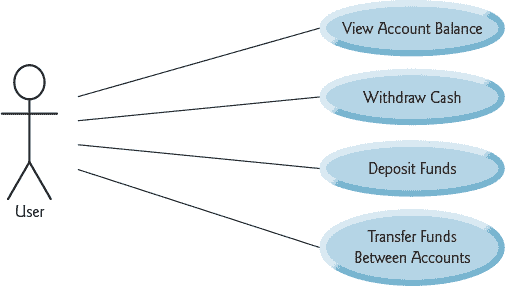 View Account Balance
Withdraw Cash
Deposit Funds
Transfer Funds
Between Accounts
User